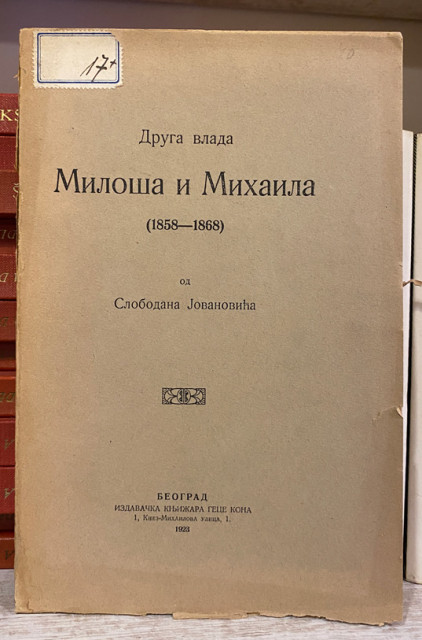 17+
Друга влада
Милоша и Михаила
(1858—1868)
од
Слободана Јовановића
БЕОГРАД
ИЗДАВАЧКА КЊИЖАРА ГЕЦЕ КОНА
1, Кнез-Михаилова улица, 1.
1923